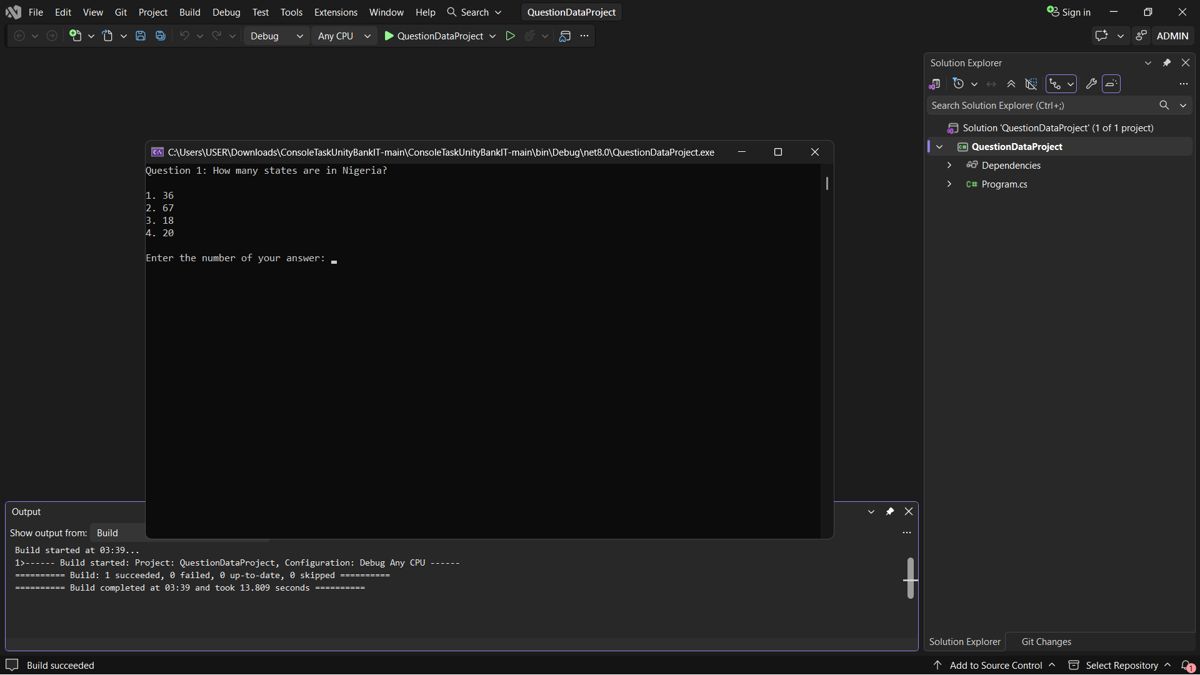 File Edit View Git Project Build Debug Test Tools Extensions Window Help Search QuestionDataProject Sign in
Debug Any CPU QuestionDataProject ADMIN
Solution Explorer
Search Solution Explorer (Ctrl+;)
Solution 'QuestionDataProject' (1 of 1 project)
QuestionDataProject
Dependencies
C# Program.cs
C:\Users\USER\Downloads\ConsoleTaskUnityBankIT-main\ConsoleTaskUnityBankIT-main\bin\Debug\net8.0\QuestionDataProject.exe
Question 1: How many states are in Nigeria?
1. 36
2. 67
3. 18
4. 20
Enter the number of your answer:
Output
Show output from: Build
Build started at 03:39...
1>------ Build started: Project: QuestionDataProject, Configuration: Debug Any CPU ------
========== Build: 1 succeeded, 0 failed, 0 up-to-date, 0 skipped ==========
========== Build completed at 03:39 and took 13.809 seconds ==========
Solution Explorer Git Changes
Build succeeded Add to Source Control Select Repository 1